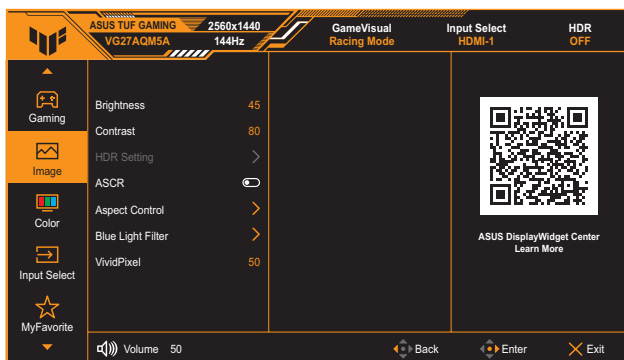 ASUS TUF GAMING 2560x1440
VG27AQM5A 144Hz
GameVisual
Racing Mode
Input Select
HDMI-1
HDR
OFF
Gaming
Image
Color
Input Select
MyFavorite
Brightness 45
Contrast 80
HDR Setting
ASCR
Aspect Control
Blue Light Filter
VividPixel 50
ASUS DisplayWidget Center
Learn More
Volume 50
Back
Enter
Exit